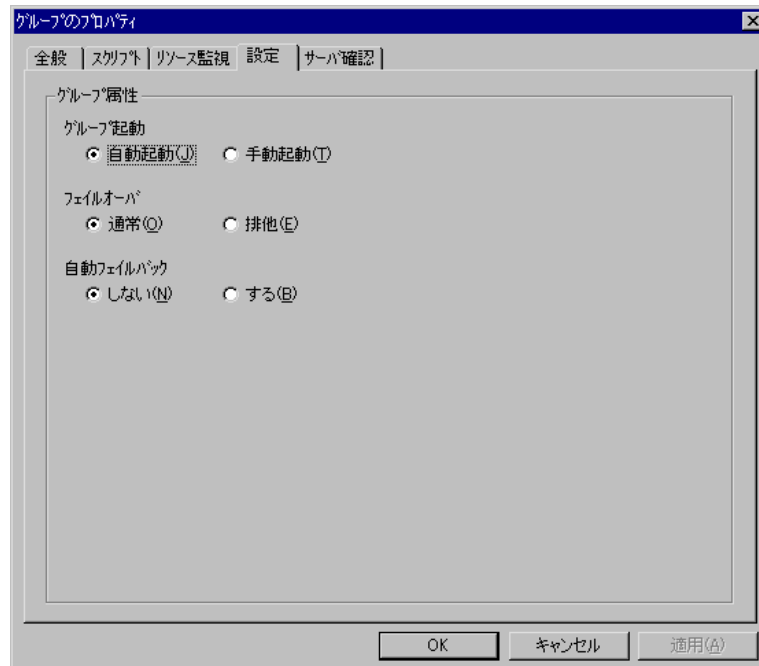 ｸﾞﾙｰﾌﾟのﾌﾟﾛﾊﾟﾃｨ
全般 ｽｸﾘﾌﾟﾄ ﾘｿｰｽ監視 設定 ｻｰﾊﾞ確認
ｸﾞﾙｰﾌﾟ属性
ｸﾞﾙｰﾌﾟ起動
自動起動(J) 手動起動(T)
ﾌｪｲﾙｵｰﾊﾞ
通常(O) 排他(E)
自動ﾌｪｲﾙﾊﾞｯｸ
しない(N) する(B)
OK ｷｬﾝｾﾙ 適用(A)